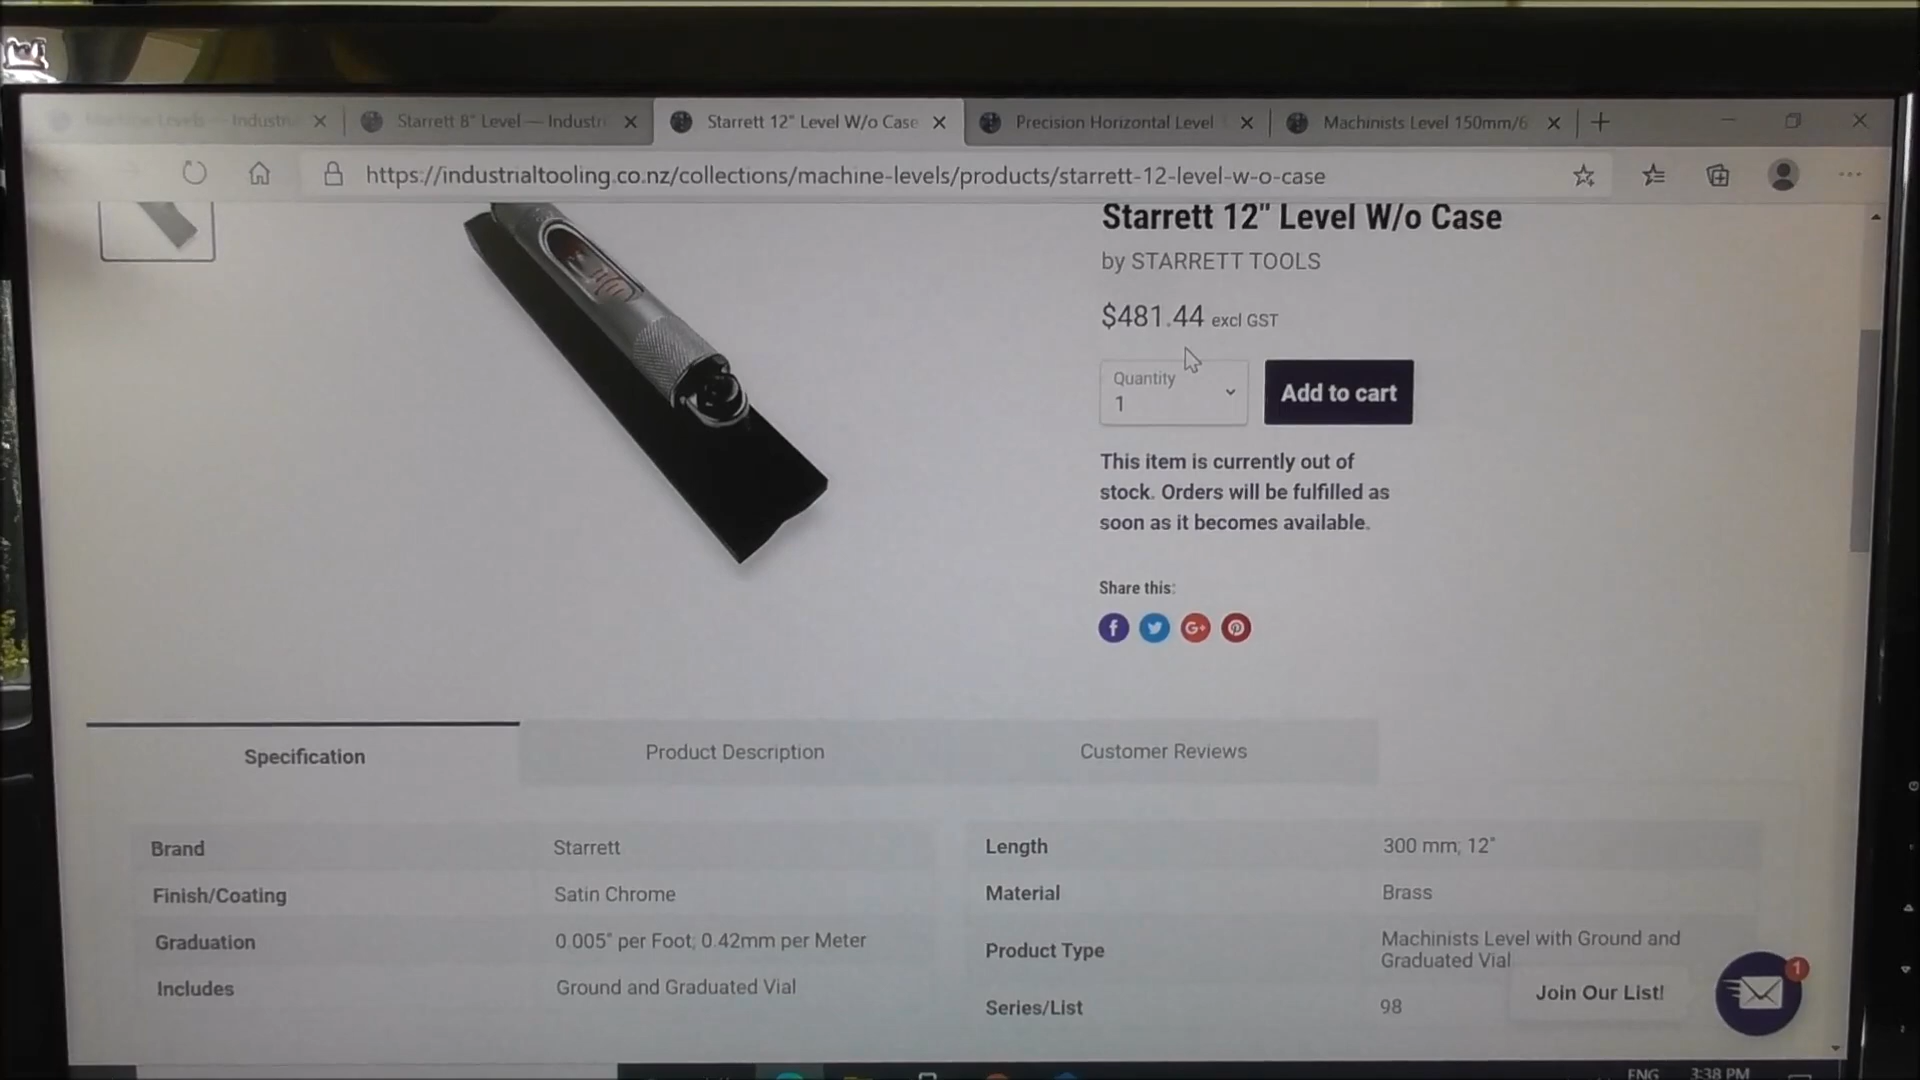 Industri
Starrett 8" Level — Industri
Starrett 12" Level W/o Case
Precision Horizontal Level
Machinists Level 150mm/6
https://industrialtooling.co.nz/collections/machine-levels/products/starrett-12-level-w-o-case
Starrett 12" Level W/o Case
by STARRETT TOOLS
$481.44 excl GST
Quantity
1
Add to cart
This item is currently out of
stock. Orders will be fulfilled as
soon as it becomes available.
Share this:
Specification
Product Description
Customer Reviews
Brand
Starrett
Finish/Coating
Satin Chrome
Graduation
0.005" per Foot; 0.42mm per Meter
Includes
Ground and Graduated Vial
Length
300 mm; 12"
Material
Brass
Product Type
Machinists Level with Ground and
Graduated Vial
Series/List
98
Join Our List!
1
ENG
3:38 PM